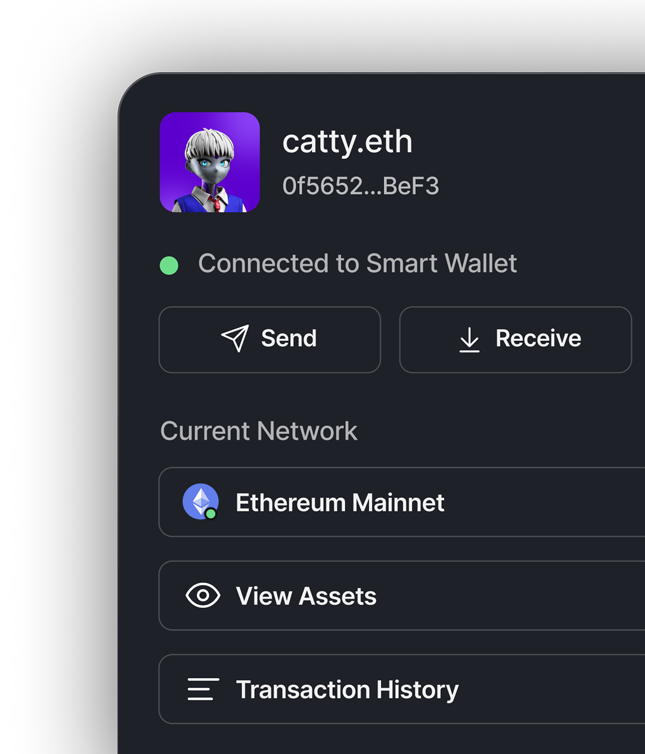 catty.eth
0f5652...BeF3
Connected to Smart Wallet
Send
Receive
Current Network
Ethereum Mainnet
View Assets
Transaction History